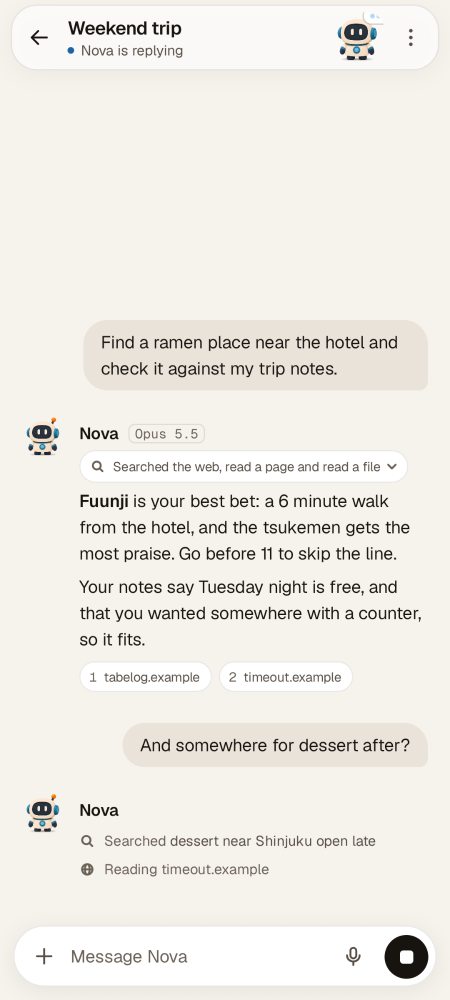 Weekend trip
Nova is replying
Find a ramen place near the hotel and
check it against my trip notes.
Nova Opus 5.5
Searched the web, read a page and read a file
Fuunji is your best bet: a 6 minute walk
from the hotel, and the tsukemen gets the
most praise. Go before 11 to skip the line.
Your notes say Tuesday night is free, and
that you wanted somewhere with a counter,
so it fits.
1 tabelog.example 2 timeout.example
And somewhere for dessert after?
Nova
Searched dessert near Shinjuku open late
Reading timeout.example
Message Nova